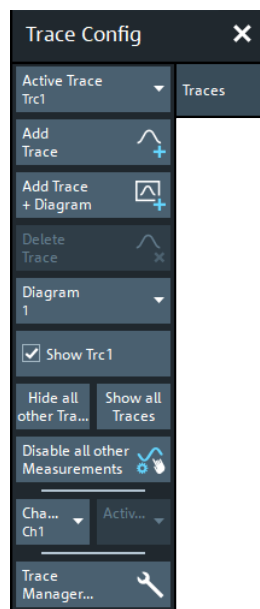 Trace Config
Active Trace
Trc1
Traces
Add
Trace
Add Trace
+ Diagram
Delete
Trace
Diagram
1
Show Trc1
Hide all
other Tra...
Show all
Traces
Disable all other
Measurements
Cha...
Ch1
Activ...
Trace
Manager...